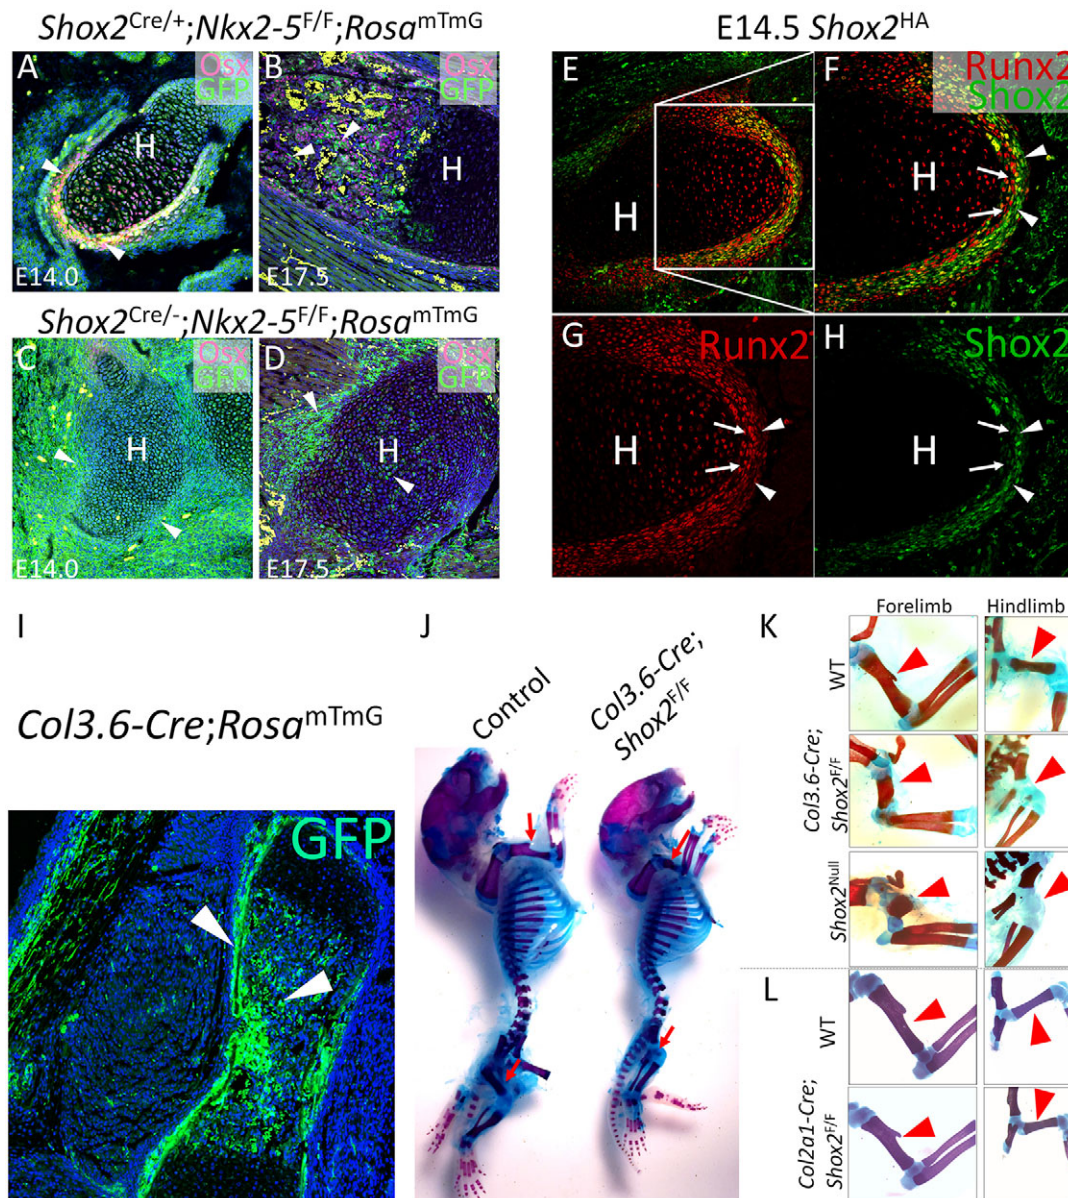 Shox2Cre/+;Nkx2-5F/F;RosamTmG
E14.5 Shox2HA
A
Osx
GFP
H
E14.0
B
Osx
GFP
H
E17.5
Shox2Cre/-;Nkx2-5F/F;RosamTmG
C
Osx
GFP
H
E14.0
D
Osx
GFP
H
E17.5
E
H
F
Runx2
Shox2
H
G
Runx2
H
H
Shox2
H
I
Col3.6-Cre;RosamTmG
GFP
J
Control
Col3.6-Cre;
Shox2F/F
K
Forelimb
Hindlimb
WT
Col3.6-Cre;
Shox2F/F
Shox2Null
L
WT
Col2a1-Cre;
Shox2F/F